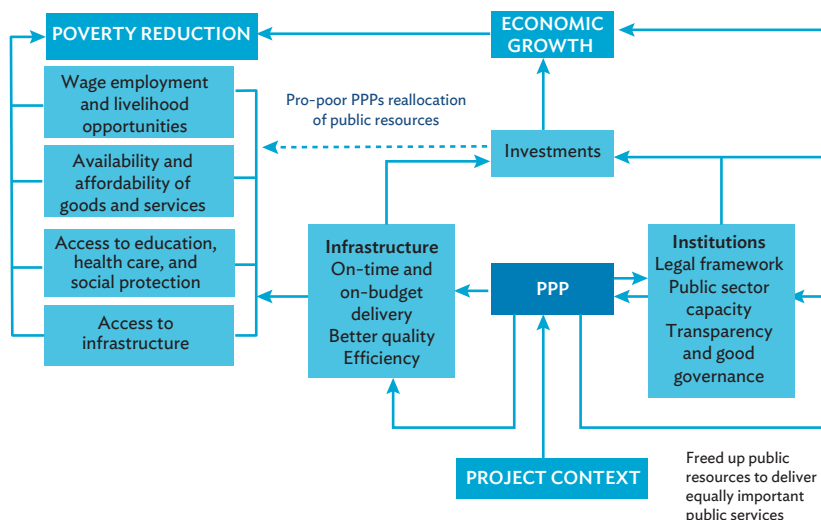 POVERTY REDUCTION
ECONOMIC
GROWTH
Wage employment
and livelihood
opportunities
Pro-poor PPPs reallocation
of public resources
Availability and
affordability of
goods and services
Investments
Access to education,
health care, and
social protection
Access to
infrastructure
Infrastructure
On-time and
on-budget
delivery
Better quality
Efficiency
PPP
Institutions
Legal framework
Public sector
capacity
Transparency
and good
governance
PROJECT CONTEXT
Freed up public
resources to deliver
equally important
public services